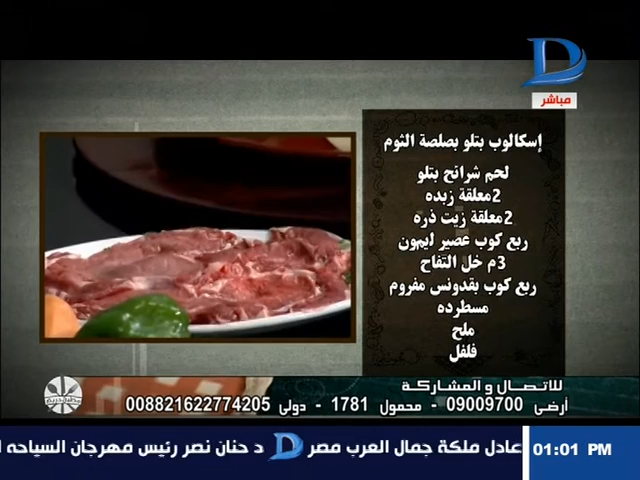 مباشر
إسكالوب بتلو بصلصة الثوم
لحم شرائح بتلو
2معلقة زبده
2معلقة زيت ذره
ربع كوب عصير ليمون
3م خل التفاح
ربع كوب بقدونس مفروم
مسطرده
ملح
فلفل
للاتصال و المشاركة
أرضى 09009700 - محمول 1781 - دولى 008821622774205
عادل ملكة جمال العرب مصر د حنان نصر رئيس مهرجان السياحه
01:01 PM